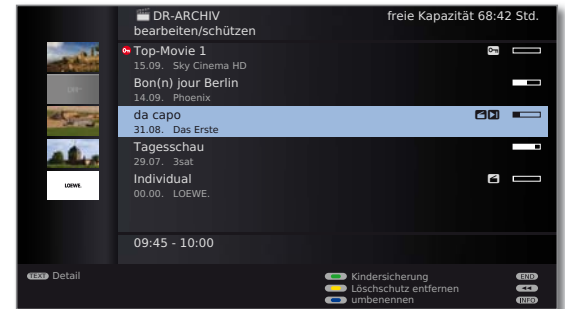 DR-ARCHIV
bearbeiten/schützen
freie Kapazität 68:42 Std.
Top-Movie 1
15.09. Sky Cinema HD
Bon(n) jour Berlin
14.09. Phoenix
da capo
31.08. Das Erste
Tagesschau
29.07. 3sat
Individual
00.00. LOEWE.
LOEWE.
09:45 - 10:00
TEXT Detail
Kindersicherung END
Löschschutz entfernen
umbenennen INFO